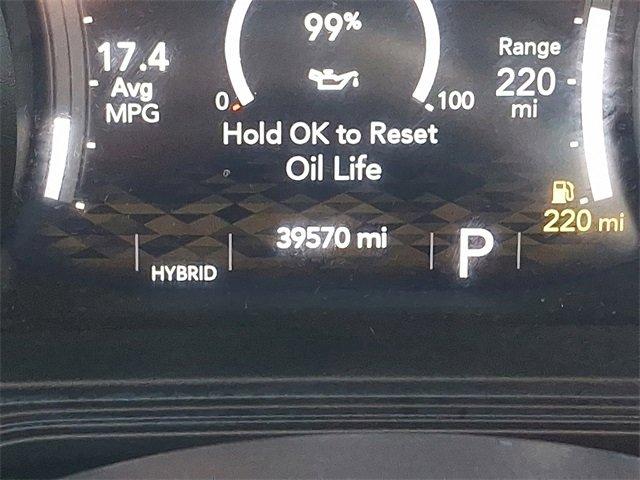 99%
17.4
Avg
MPG
Range
220
mi
0
100
Hold OK to Reset
Oil Life
220 mi
39570 mi
P
HYBRID